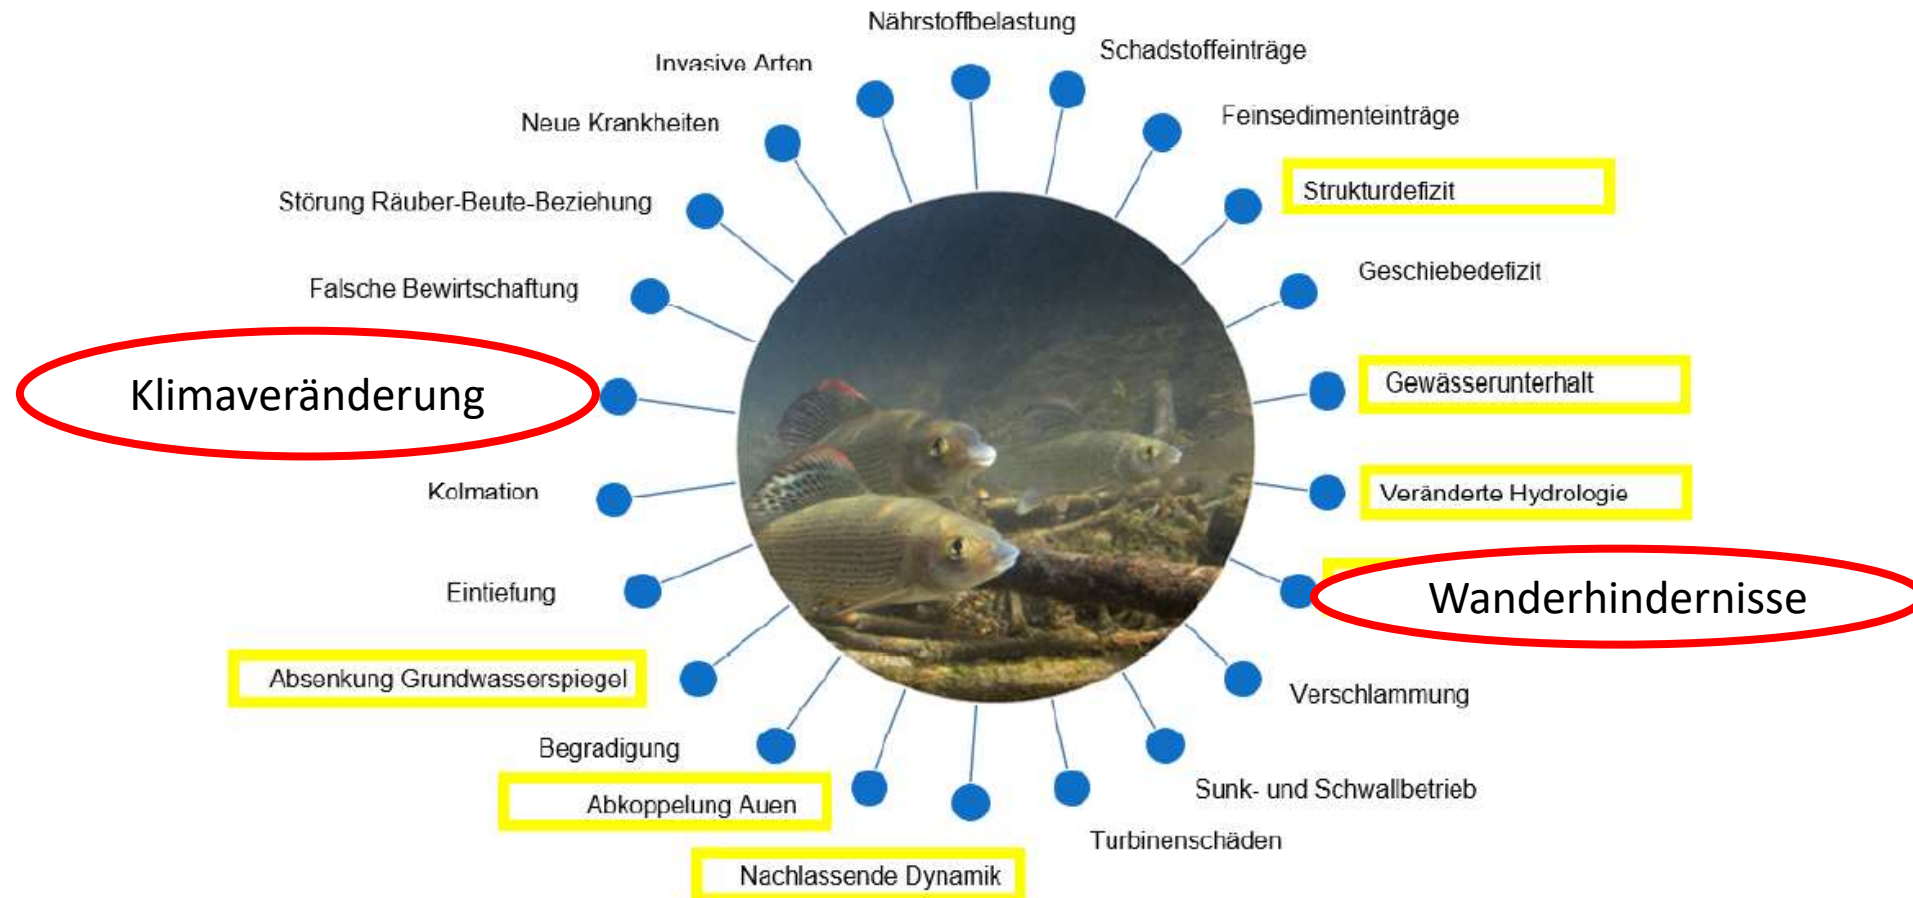 Nährstoffbelastung
Schadstoffeinträge
Feinsedimenteinträge
Strukturdefizit
Geschiebedefizit
Gewässerunterhalt
Veränderte Hydrologie
Wanderhindernisse
Verschlammung
Sunk- und Schwallbetrieb
Turbinenschäden
Nachlassende Dynamik
Abkoppelung Auen
Begradigung
Absenkung Grundwasserspiegel
Eintiefung
Kolmation
Klimaveränderung
Falsche Bewirtschaftung
Störung Räuber-Beute-Beziehung
Neue Krankheiten
Invasive Arten